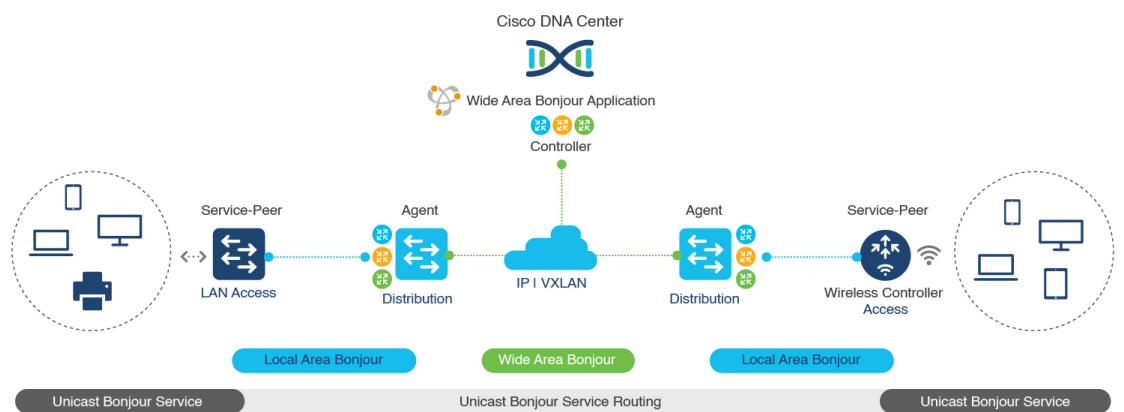 Cisco DNA Center
Wide Area Bonjour Application
Controller
Service-Peer
Agent
Agent
Service-Peer
LAN Access
Distribution
IP | VXLAN
Distribution
Wireless Controller
Access
Local Area Bonjour
Wide Area Bonjour
Local Area Bonjour
Unicast Bonjour Service
Unicast Bonjour Service Routing
Unicast Bonjour Service